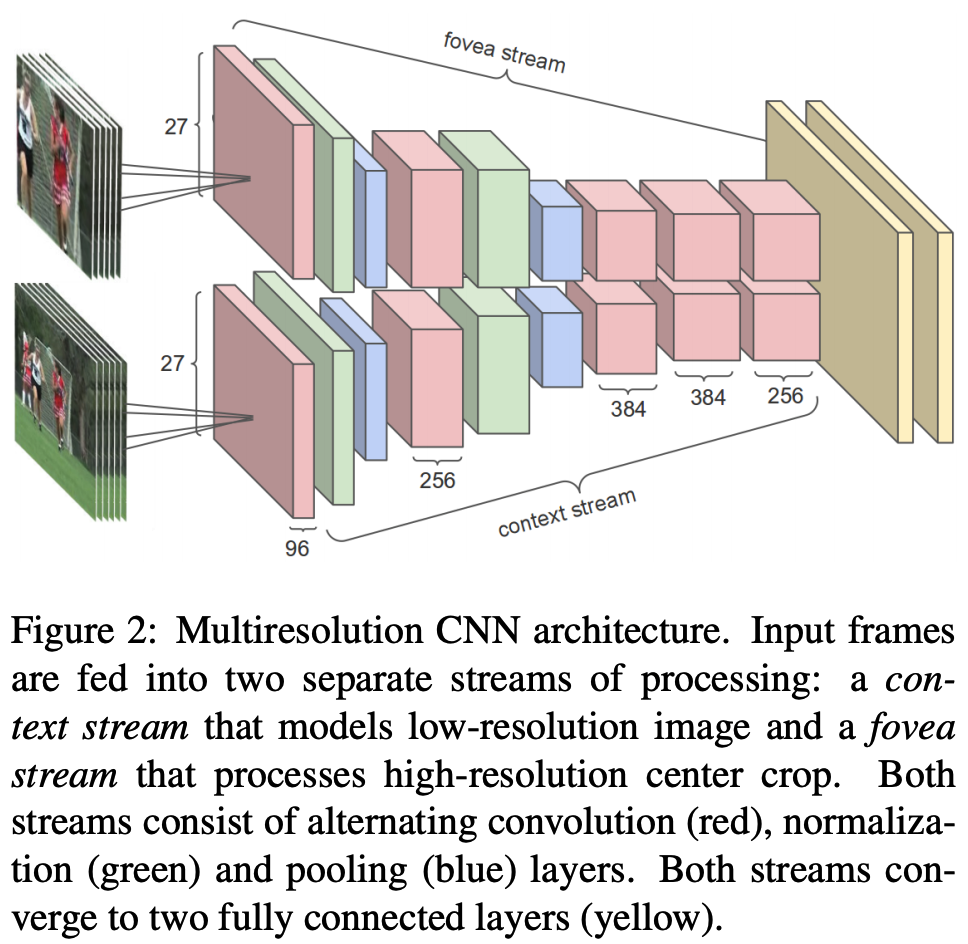 fovea stream
27
27
384
384
256
256
context stream
96
Figure 2: Multiresolution CNN architecture. Input frames
are fed into two separate streams of processing: a con-
text stream that models low-resolution image and a fovea
stream that processes high-resolution center crop. Both
streams consist of alternating convolution (red), normaliza-
tion (green) and pooling (blue) layers. Both streams con-
verge to two fully connected layers (yellow).